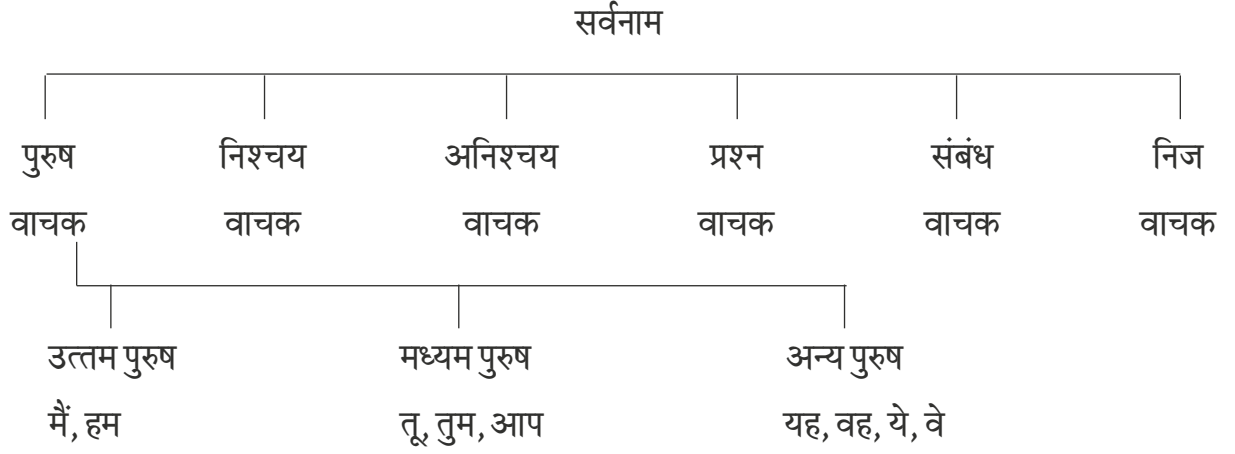 सर्वनाम
पुरुष निश्चय अनिश्चय प्रश्न संबंध निज
वाचक वाचक वाचक वाचक वाचक वाचक
उत्तम पुरुष मध्यम पुरुष अन्य पुरुष
मैं, हम तू, तुम, आप यह, वह, ये, वे